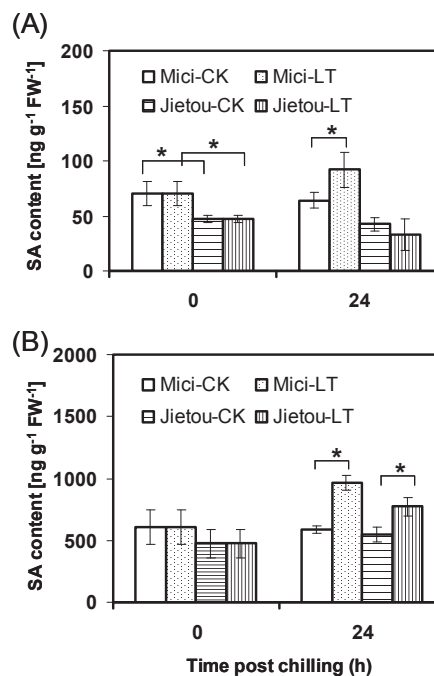 (A)
200
Mici-CK Mici-LT
150
Jietou-CK Jietou-LT
SA content [ng g⁻¹ FW⁻¹]
* * *
100
50
0
0 24
(B)
2000
Mici-CK Mici-LT
1500
Jietou-CK Jietou-LT
SA content [ng g⁻¹ FW⁻¹]
1000
* *
500
0
0 24
Time post chilling (h)